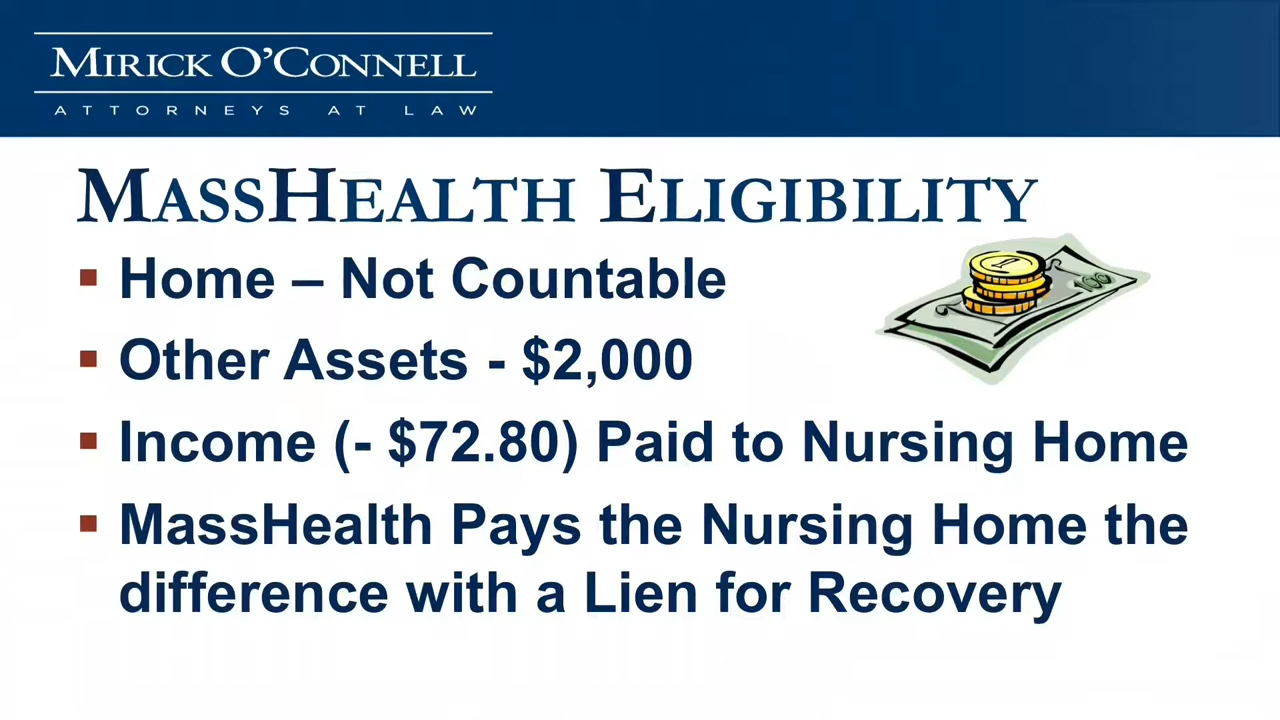 MIRICK O'CONNELL
ATTORNEYS AT LAW
MASSHEALTH ELIGIBILITY
▪ Home – Not Countable
▪ Other Assets - $2,000
▪ Income (- $72.80) Paid to Nursing Home
▪ MassHealth Pays the Nursing Home the
difference with a Lien for Recovery
100